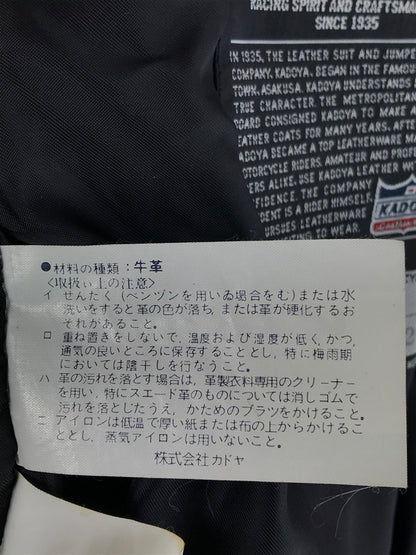 RACING SPIRIT AND CRAFTSMA
SINCE 1935
IN 1935, THE LEATHER SUIT AND JUMPE
COMPANY, KADOYA, BEGAN IN THE FAMOU
TOWN, ASAKUSA. KADOYA UNDERSTANDS
TRUE CHARACTER. THE METROPOLITAN
BOARD CONSIGNED KADOYA TO MAKE
EATHER COATS FOR MANY YEARS. AFTE
ADOYA BECAME A TOP LEATHERWARE M
OTORCYCLE RIDERS. AMATEUR AND PROF
ERS ALIKE, USE KADOYA LEATHER W
FIDENCE. THE COMPANY
DENT IS A RIDER HIMSELF
URSUES LEATHERWARE
TING TO WEAR.
KADO
Leather
●材料の種類：牛革
〈取扱い上の注意〉
イ せんたく（ベンヅンを用いゐ場合をむ）または水
洗いをすると革の色が落ち、または革が硬化するお
それがあること。
ロ 重ね置きをしないで、温度および湿度が低く、かつ、
通気の良いところに保存することとし、特に梅雨期
においては陰干しを行なうこと。
ハ 革の汚れを落とす場合は、革製衣料専用のクリーナー
を用い、特にスエード革のものについては消しゴムで
汚れを落としたうえ、かためのブラツをかけること。
ニ アイロンは低温で厚い紙または布の上からかけるこ
ととし、蒸気アイロンは用いないこと。
株式会社カドヤ